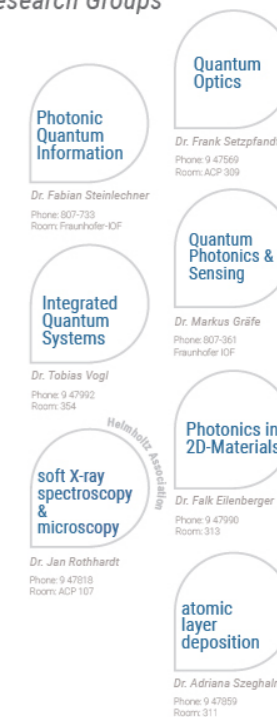 esearch Groups
Photonic
Quantum
Information
Dr. Fabian Steinlechner
Phone: 807-733
Room: Fraunhofer-IOF
Integrated
Quantum
Systems
Dr. Tobias Vogl
Phone: 9 47992
Room: 354
Helmholtz Association
soft X-ray
spectroscopy
&
microscopy
Dr. Jan Rothhardt
Phone: 9 47818
Room: ACP 107
Quantum
Optics
Dr. Frank Setzpfandt
Phone: 9 47569
Room: ACP 309
Quantum
Photonics &
Sensing
Dr. Markus Gräfe
Phone: 807-361
Fraunhofer IOF
Photonics in
2D-Materials
Dr. Falk Eilenberger
Phone: 9 47990
Room: 313
atomic
layer
deposition
Dr. Adriana Szeghalm
Phone: 9 47859
Room: 311